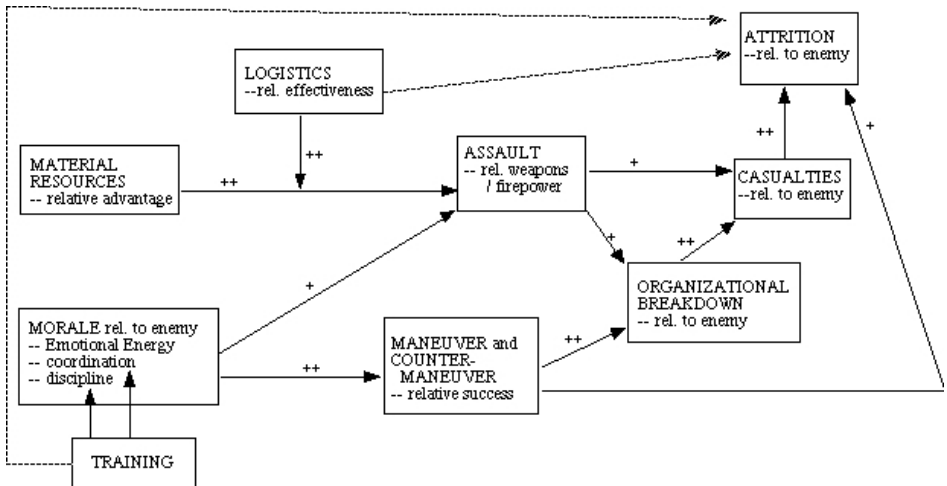 ATTRITION
--rel. to enemy
LOGISTICS
--rel. effectiveness
++
++
+
MATERIAL
RESOURCES
-- relative advantage
++
ASSAULT
-- rel. weapons
/ firepower
+
CASUALTIES
--rel. to enemy
+
++
ORGANIZATIONAL
BREAKDOWN
-- rel. to enemy
+
MORALE rel. to enemy
-- Emotional Energy
-- coordination
-- discipline
++
MANEUVER and
COUNTER-
MANEUVER
-- relative success
++
TRAINING